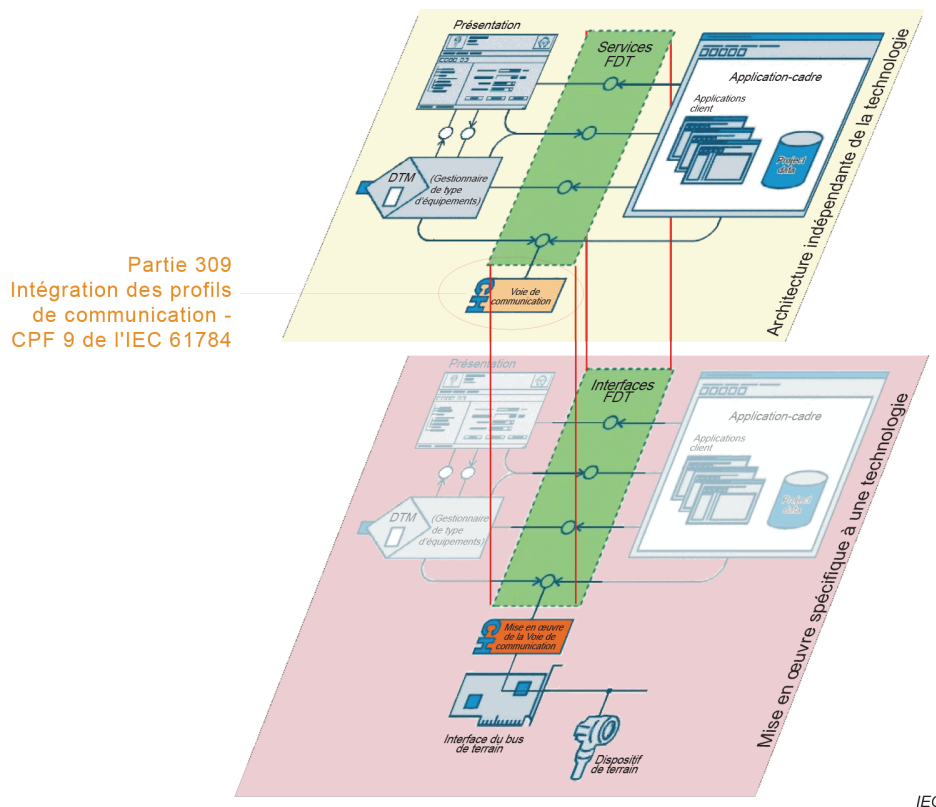 Présentation
Services
FDT
Application-cadre
Applications
client
Project
data
DTM
(Gestionnaire
de type
d'équipements)
Architecture indépendante de la technologie
Partie 309
Intégration des profils
de communication -
CPF 9 de l'IEC 61784
CH
Voie de
communication
Présentation
Interfaces
FDT
Application-cadre
Applications
client
Project
data
DTM
(Gestionnaire
de type
d'équipements)
Mise en œuvre spécifique à une technologie
CH
Mise en œuvre
de la Voie de
communication
Interface du bus
de terrain
Dispositif
de terrain
IEC